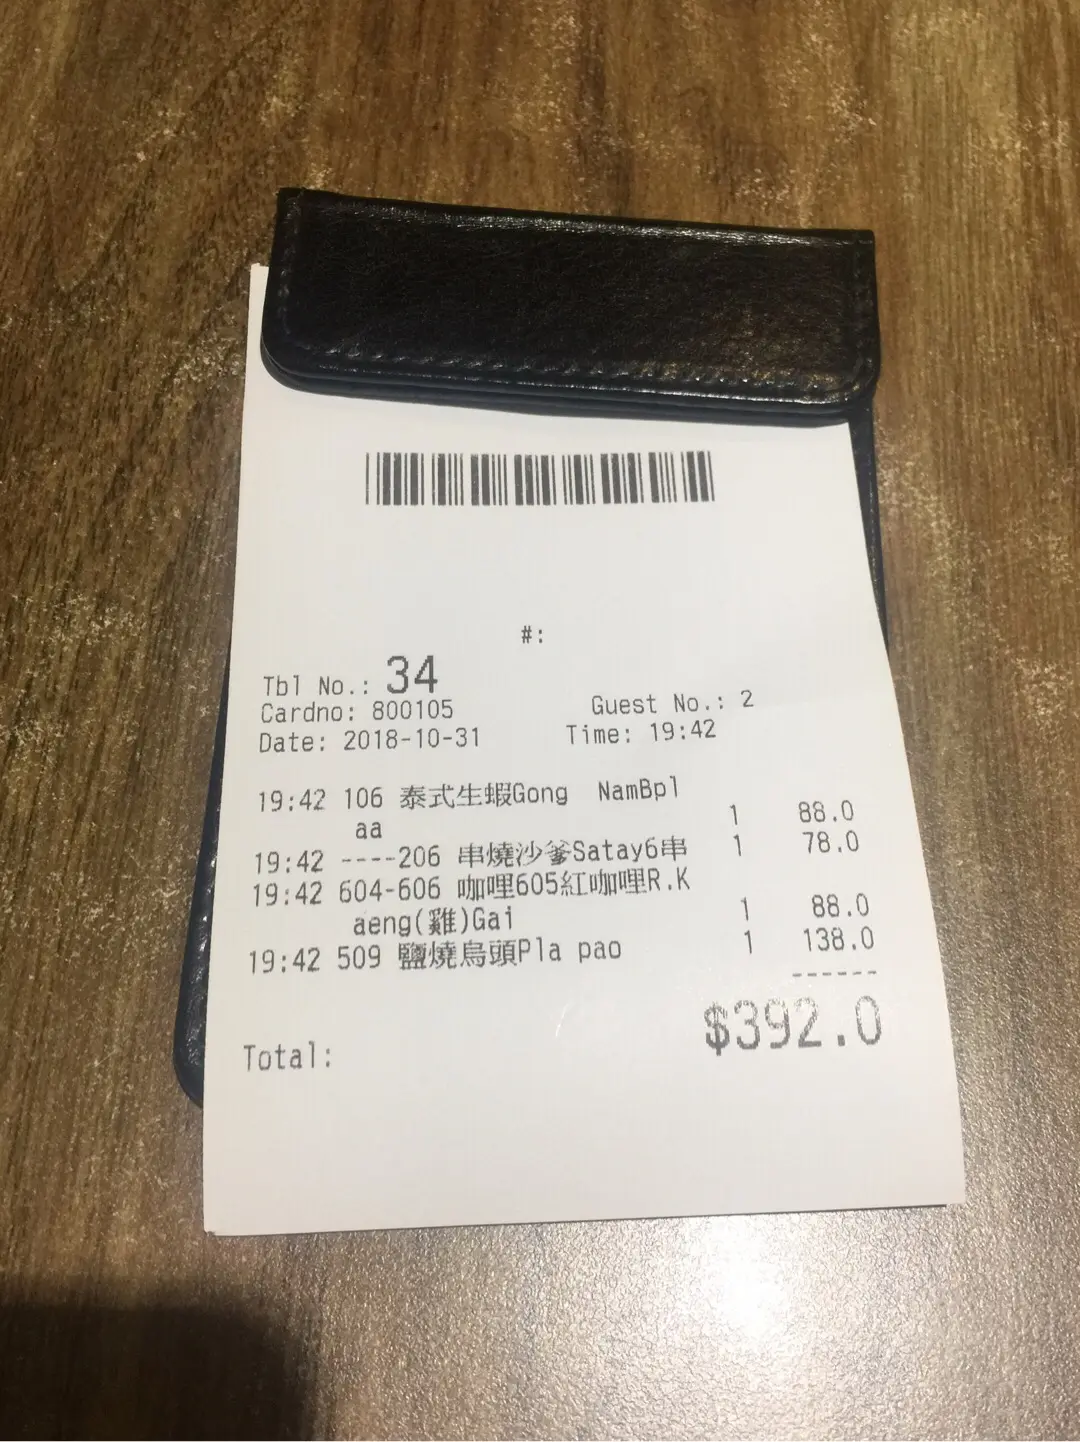 #:
Tbl No.: 34
Cardno: 800105 Guest No.: 2
Date: 2018-10-31 Time: 19:42
19:42 106 泰式生蝦Gong NamBpl
aa 1 88.0
19:42 ----206 串燒沙爹Satay6串 1 78.0
19:42 604-606 咖哩605紅咖哩R.K
aeng(雞)Gai 1 88.0
19:42 509 鹽燒烏頭Pla pao 1 138.0
------
Total: $392.0